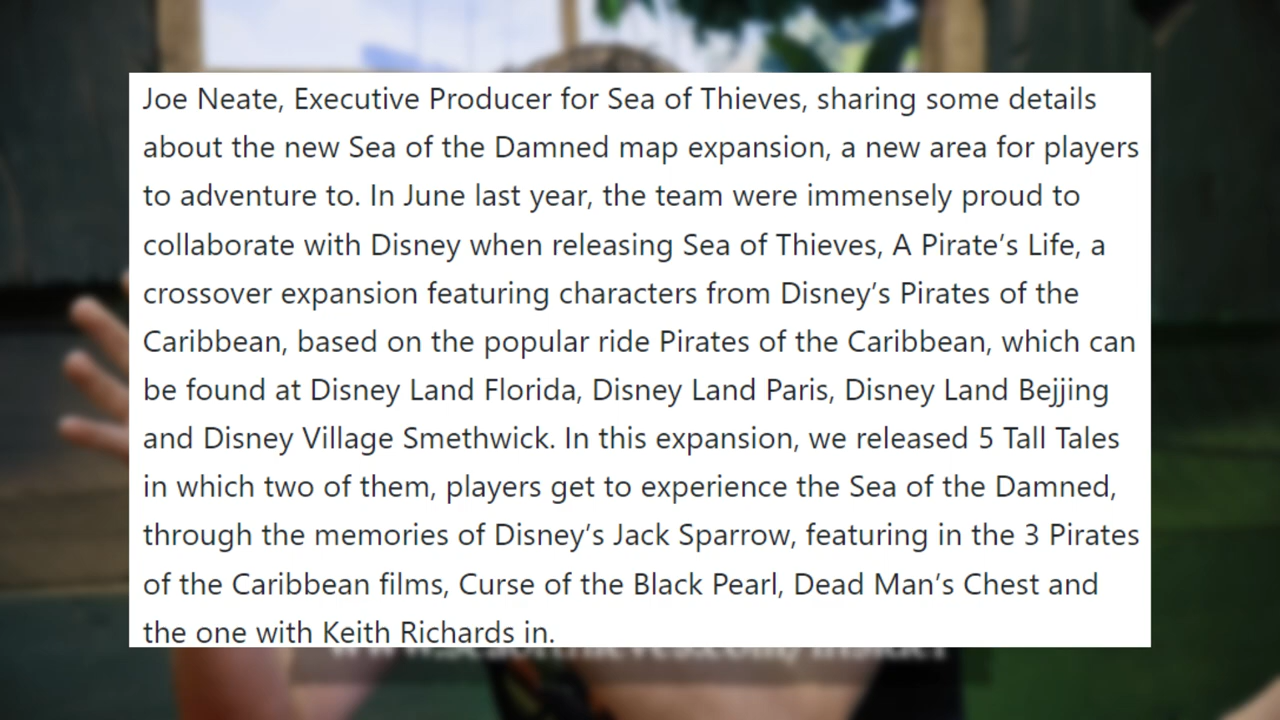 Joe Neate, Executive Producer for Sea of Thieves, sharing some details
about the new Sea of the Damned map expansion, a new area for players
to adventure to. In June last year, the team were immensely proud to
collaborate with Disney when releasing Sea of Thieves, A Pirate’s Life, a
crossover expansion featuring characters from Disney’s Pirates of the
Caribbean, based on the popular ride Pirates of the Caribbean, which can
be found at Disney Land Florida, Disney Land Paris, Disney Land Bejjing
and Disney Village Smethwick. In this expansion, we released 5 Tall Tales
in which two of them, players get to experience the Sea of the Damned,
through the memories of Disney’s Jack Sparrow, featuring in the 3 Pirates
of the Caribbean films, Curse of the Black Pearl, Dead Man’s Chest and
the one with Keith Richards in.